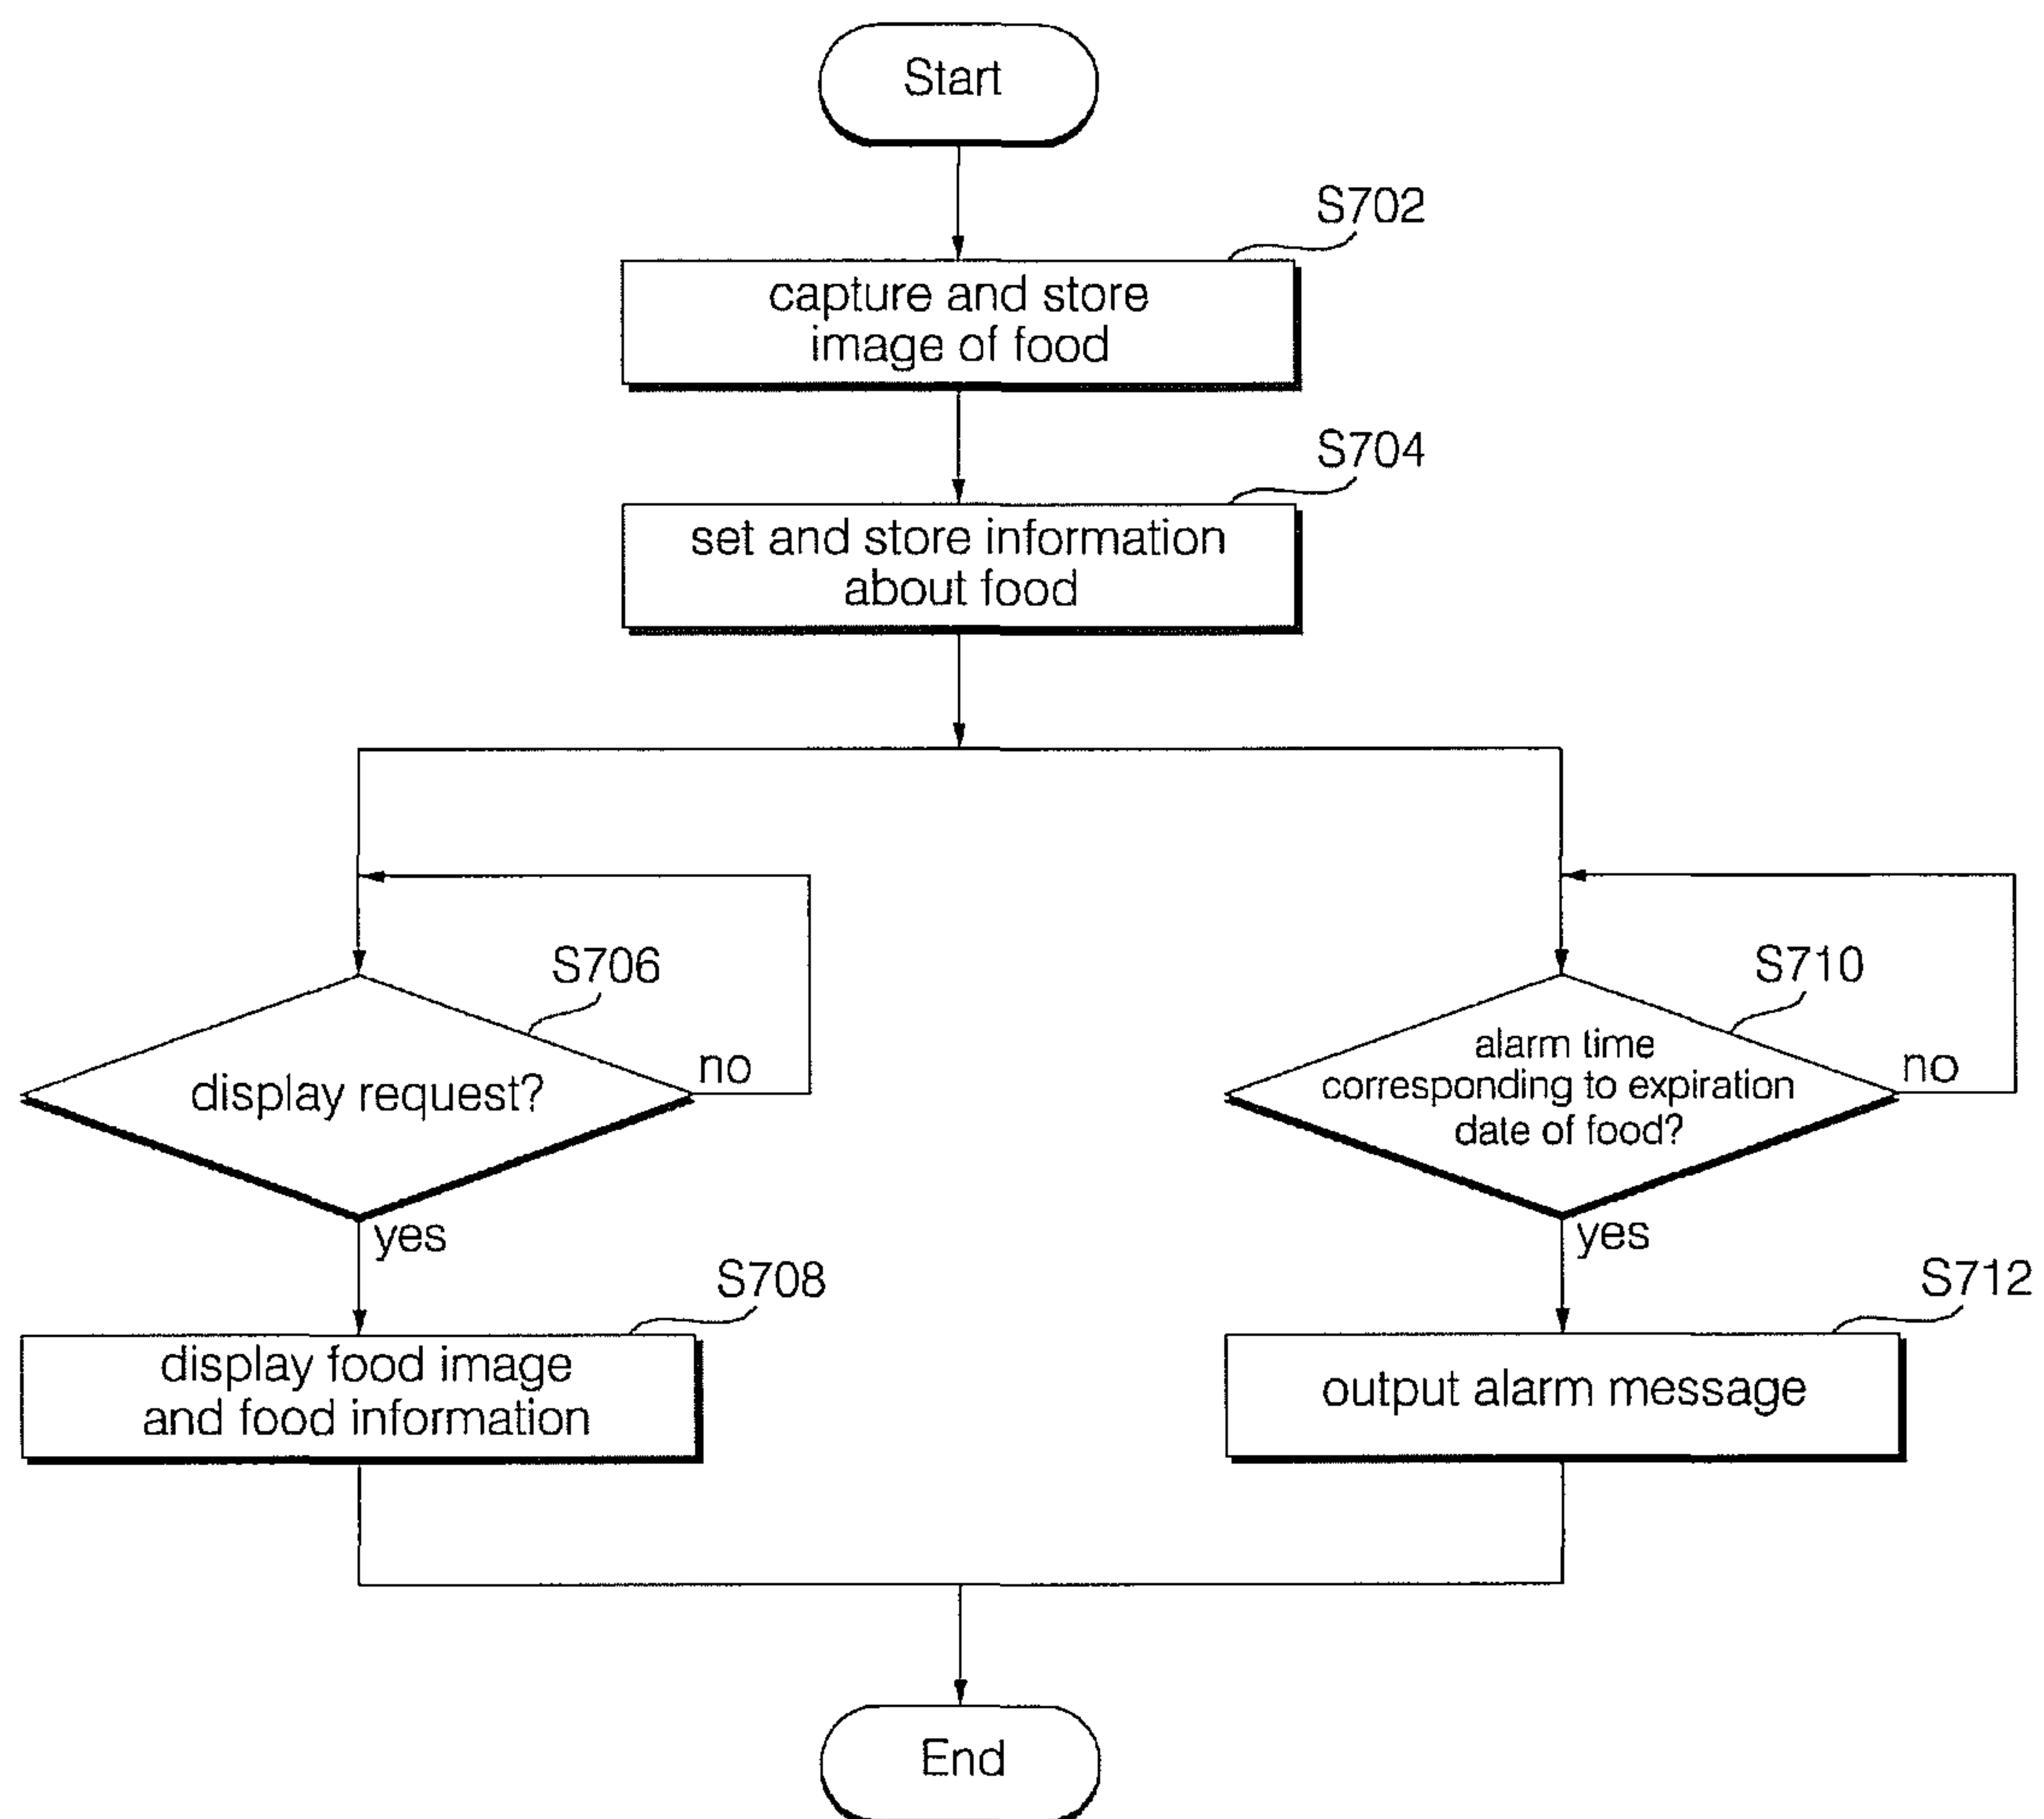 Start
S702
capture and store
image of food
S704
set and store information
about food
S706
display request?
no
yes
S708
display food image
and food information
S710
alarm time
corresponding to expiration
date of food?
no
yes
S712
output alarm message
End